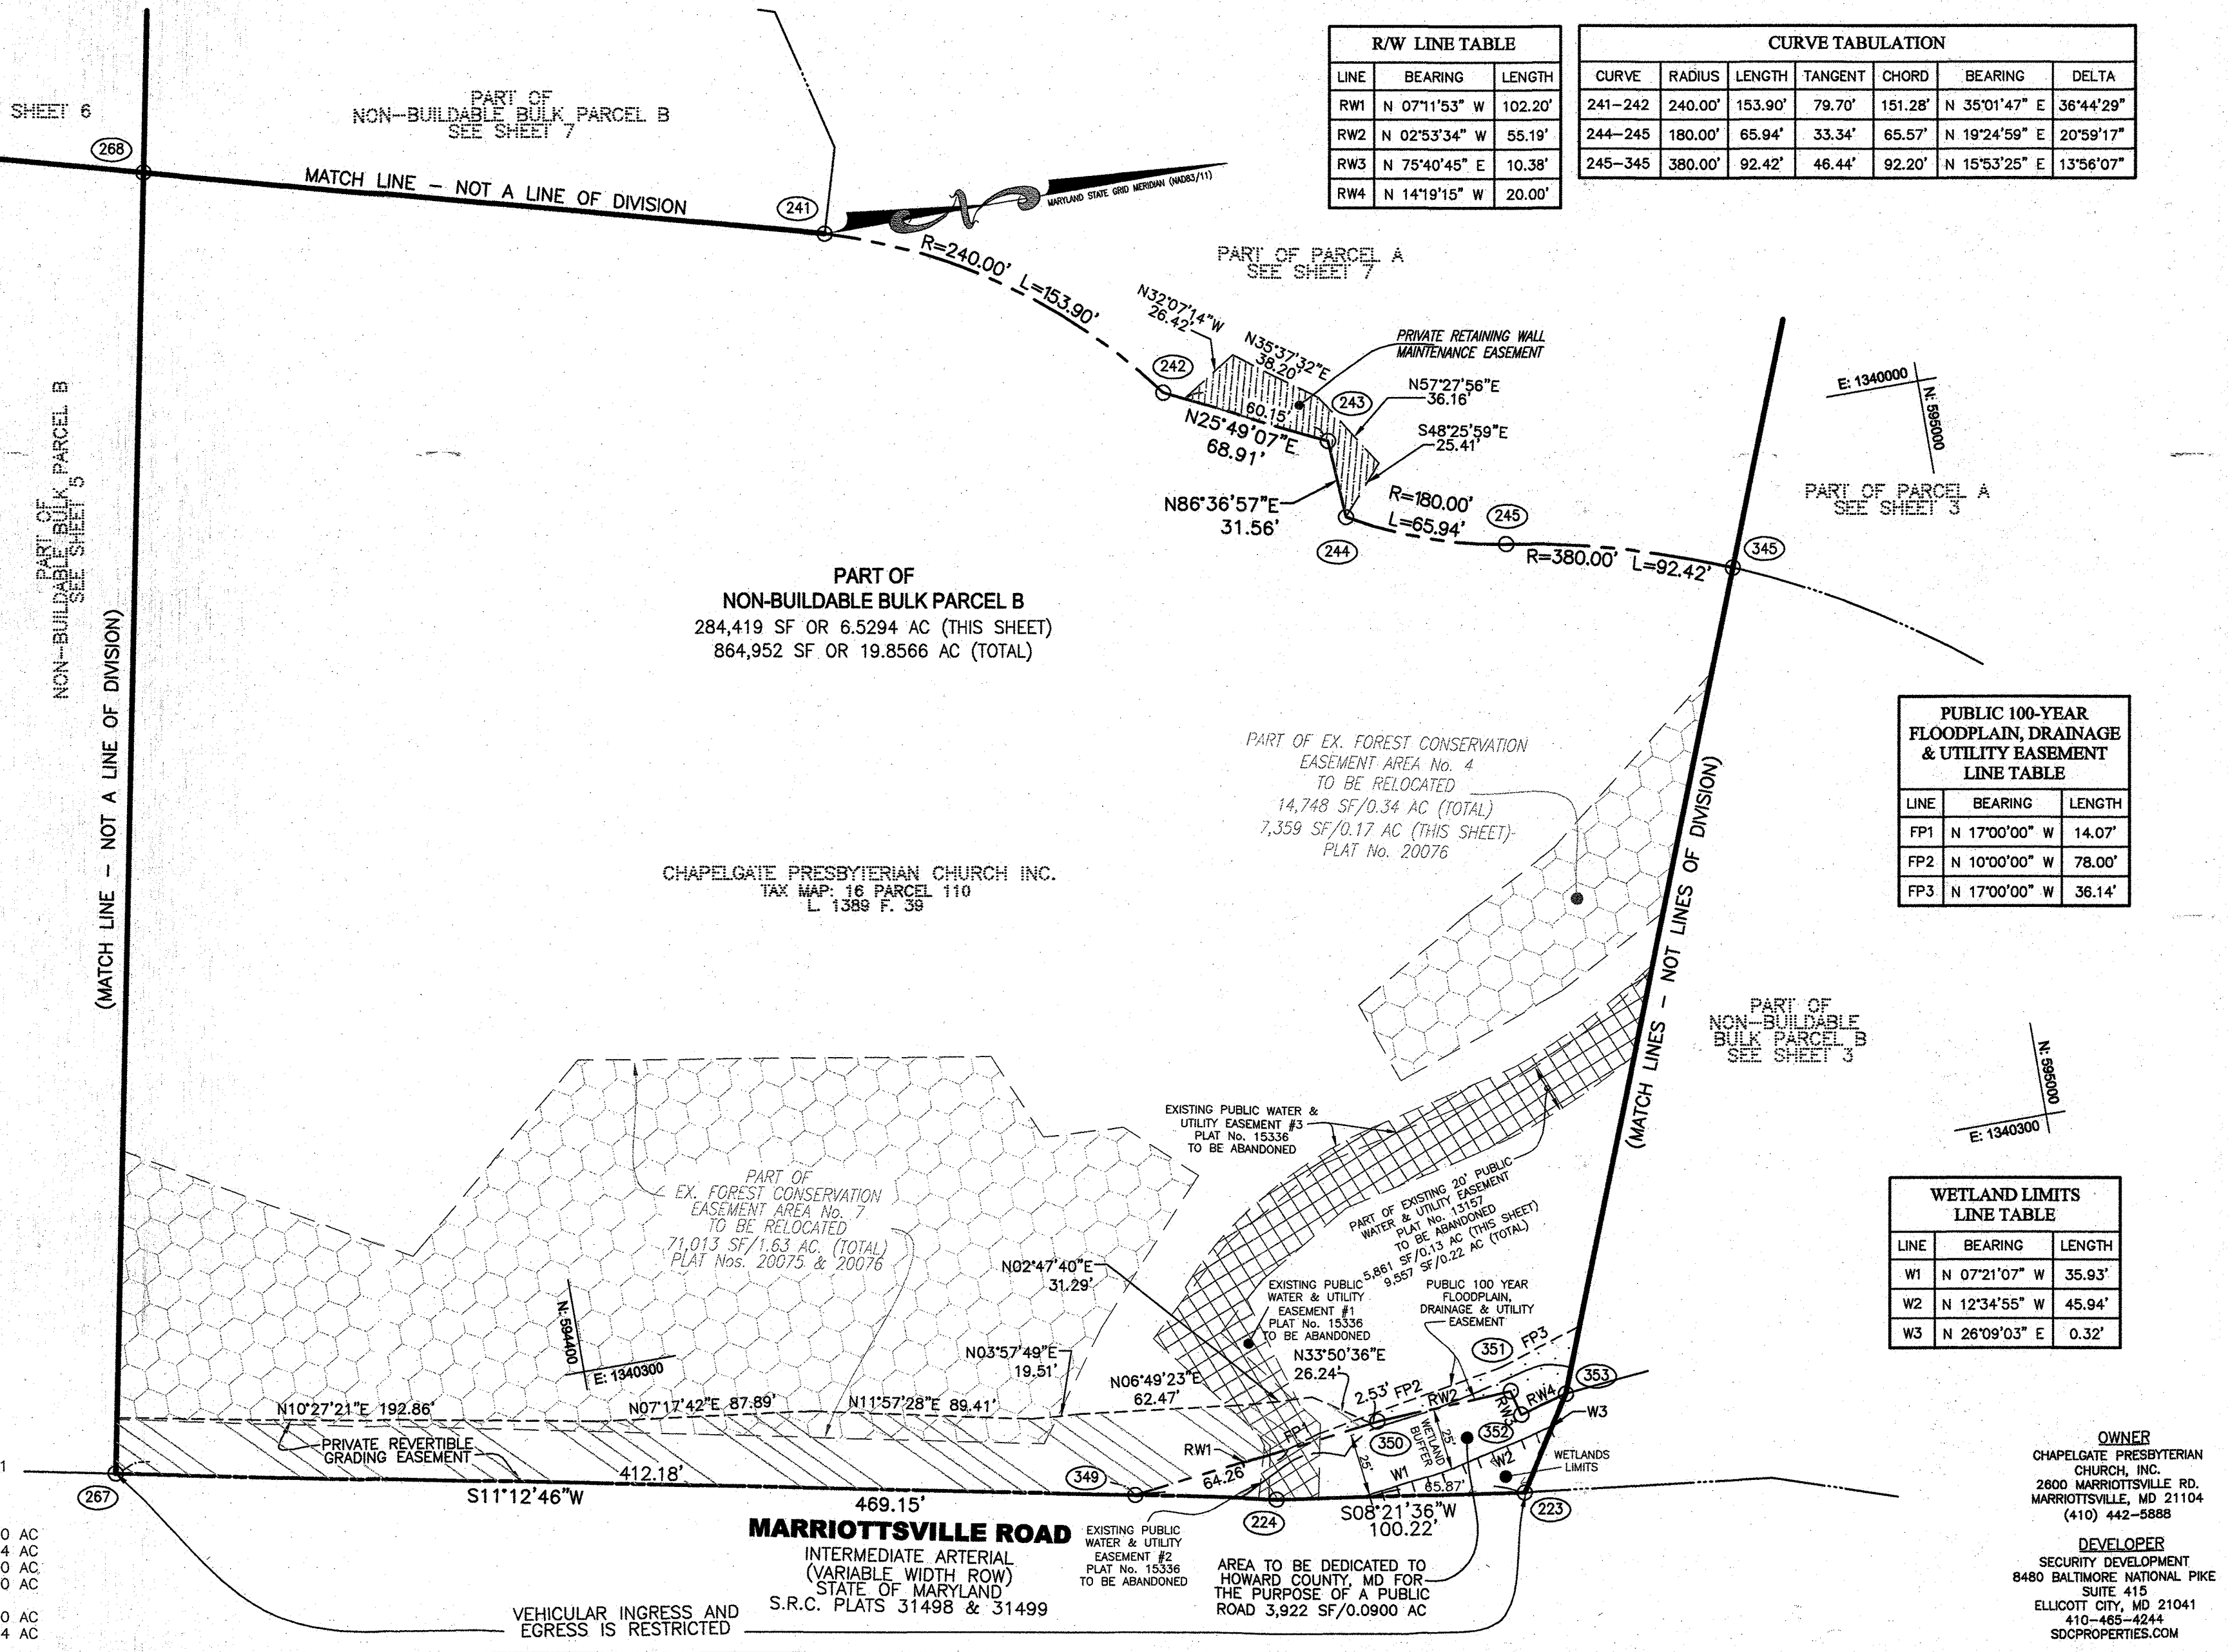 SHEET 6
PART OF
NON-BUILDABLE BULK PARCEL B
SEE SHEET 7
268
MATCH LINE - NOT A LINE OF DIVISION
241
MARYLAND STATE GRID MERIDIAN (NAD83/11)
R/W LINE TABLE
LINE BEARING LENGTH
RW1 N 07°11'53" W 102.20'
RW2 N 02°53'34" W 55.19'
RW3 N 75°40'45" E 10.38'
RW4 N 14°19'15" W 20.00'
CURVE TABULATION
CURVE RADIUS LENGTH TANGENT CHORD BEARING DELTA
241-242 240.00' 153.90' 79.70' 151.28' N 35°01'47" E 36°44'29"
244-245 180.00' 65.94' 33.34' 65.57' N 19°24'59" E 20°59'17"
245-345 380.00' 92.42' 46.44' 92.20' N 15°53'25" E 13°56'07"
R=240.00' L=153.90'
PART OF PARCEL A
SEE SHEET 7
N32°07'14"W
26.42'
N35°37'32"E
38.20'
PRIVATE RETAINING WALL
MAINTENANCE EASEMENT
242
243
60.15'
N25°49'07"E
68.91'
N57°27'56"E
36.16'
S48°25'59"E
25.41'
N86°36'57"E
31.56'
244
R=180.00'
L=65.94'
245
R=380.00' L=92.42'
345
E: 1340000
N: 595000
PART OF PARCEL A
SEE SHEET 3
PART OF
NON-BUILDABLE BULK PARCEL B
SEE SHEET 5
(MATCH LINE - NOT A LINE OF DIVISION)
PART OF
NON-BUILDABLE BULK PARCEL B
284,419 SF OR 6.5294 AC (THIS SHEET)
864,952 SF OR 19.8566 AC (TOTAL)
CHAPELGATE PRESBYTERIAN CHURCH INC.
TAX MAP: 16 PARCEL 110
L. 1389 F. 39
PART OF EX. FOREST CONSERVATION
EASEMENT AREA No. 4
TO BE RELOCATED
14,748 SF/0.34 AC (TOTAL)
7,359 SF/0.17 AC (THIS SHEET)
PLAT No. 20076
(MATCH LINES - NOT LINES OF DIVISION)
PUBLIC 100-YEAR
FLOODPLAIN, DRAINAGE
& UTILITY EASEMENT
LINE TABLE
LINE BEARING LENGTH
FP1 N 17°00'00" W 14.07'
FP2 N 10°00'00" W 78.00'
FP3 N 17°00'00" W 36.14'
PART OF
NON-BUILDABLE
BULK PARCEL B
SEE SHEET 3
N: 595000
E: 1340300
WETLAND LIMITS
LINE TABLE
LINE BEARING LENGTH
W1 N 07°21'07" W 35.93'
W2 N 12°34'55" W 45.94'
W3 N 26°09'03" E 0.32'
EXISTING PUBLIC WATER &
UTILITY EASEMENT #3
PLAT No. 15336
TO BE ABANDONED
PART OF EXISTING 20' PUBLIC
WATER & UTILITY EASEMENT
PLAT No. 13157
TO BE ABANDONED
5,861 SF/0.13 AC (THIS SHEET)
9,557 SF/0.22 AC (TOTAL)
PART OF
EX. FOREST CONSERVATION
EASEMENT AREA No. 7
TO BE RELOCATED
71,013 SF/1.63 AC. (TOTAL)
PLAT Nos. 20075 & 20076
N: 594400
E: 1340300
N02°47'40"E
31.29'
N03°57'49"E
19.51'
EXISTING PUBLIC
WATER & UTILITY
EASEMENT #1
PLAT No. 15336
TO BE ABANDONED
PUBLIC 100 YEAR
FLOODPLAIN,
DRAINAGE & UTILITY
EASEMENT
N33°50'36"E
26.24'
N06°49'23"E
62.47'
N10°27'21"E 192.86'
N07°17'42"E 87.89'
N11°57'28"E 89.41'
PRIVATE REVERTIBLE
GRADING EASEMENT
2.53' FP2
RW2
351
FP3
353
RW3
RW4
352
W3
350
FP1
RW1
64.26'
25'
25'
WETLAND
BUFFER
W1
W2
65.87'
WETLANDS
LIMITS
349
224
223
267
1
412.18'
S11°12'46"W
469.15'
S08°21'36"W
100.22'
MARRIOTTSVILLE ROAD
INTERMEDIATE ARTERIAL
(VARIABLE WIDTH ROW)
STATE OF MARYLAND
S.R.C. PLATS 31498 & 31499
EXISTING PUBLIC
WATER & UTILITY
EASEMENT #2
PLAT No. 15336
TO BE ABANDONED
AREA TO BE DEDICATED TO
HOWARD COUNTY, MD FOR
THE PURPOSE OF A PUBLIC
ROAD 3,922 SF/0.0900 AC
VEHICULAR INGRESS AND
EGRESS IS RESTRICTED
0 AC
4 AC
0 AC
0 AC
0 AC
4 AC
OWNER
CHAPELGATE PRESBYTERIAN
CHURCH, INC.
2600 MARRIOTTSVILLE RD.
MARRIOTTSVILLE, MD 21104
(410) 442-5888
DEVELOPER
SECURITY DEVELOPMENT
8480 BALTIMORE NATIONAL PIKE
SUITE 415
ELLICOTT CITY, MD 21041
410-465-4244
SDCPROPERTIES.COM